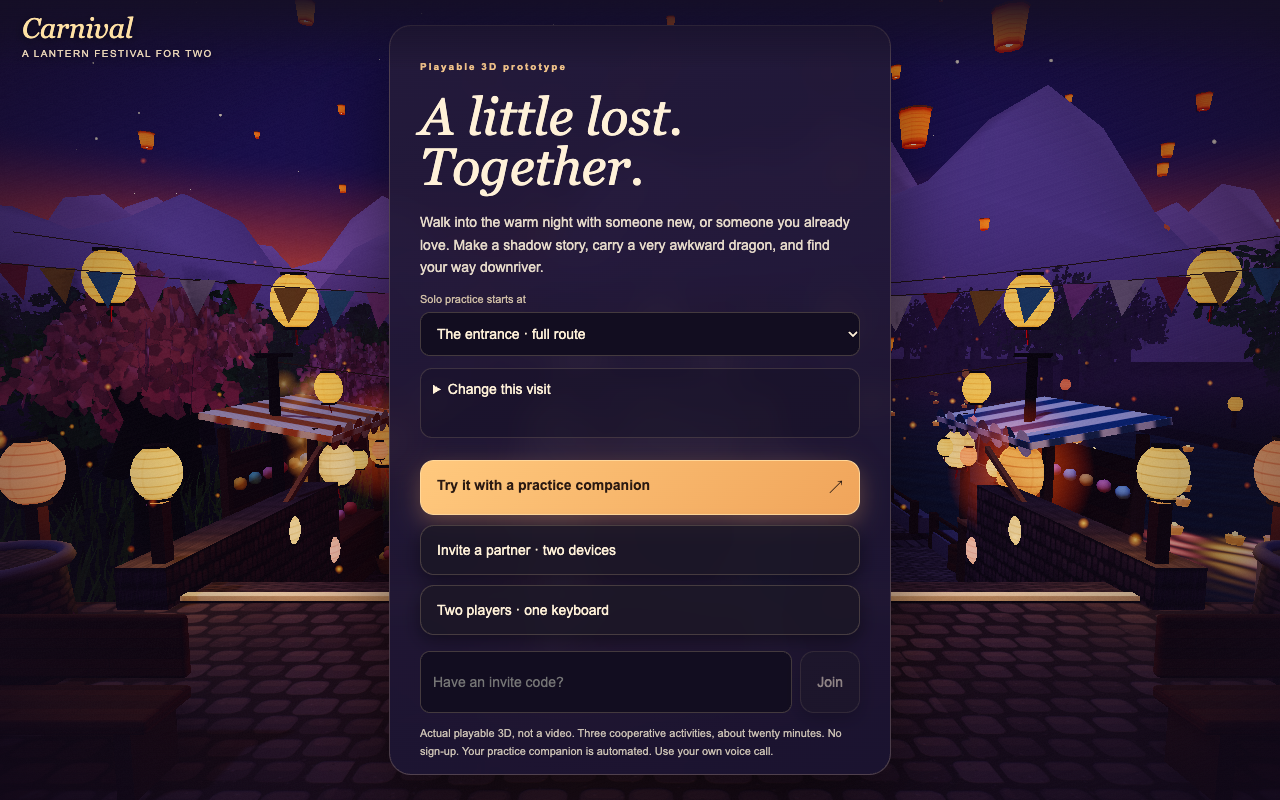 Carnival
A LANTERN FESTIVAL FOR TWO
Playable 3D prototype
A little lost.
Together.
Walk into the warm night with someone new, or someone you already
love. Make a shadow story, carry a very awkward dragon, and find
your way downriver.
Solo practice starts at
The entrance · full route
Change this visit
Try it with a practice companion ↗
Invite a partner · two devices
Two players · one keyboard
Have an invite code?
Join
Actual playable 3D, not a video. Three cooperative activities, about twenty minutes. No
sign-up. Your practice companion is automated. Use your own voice call.